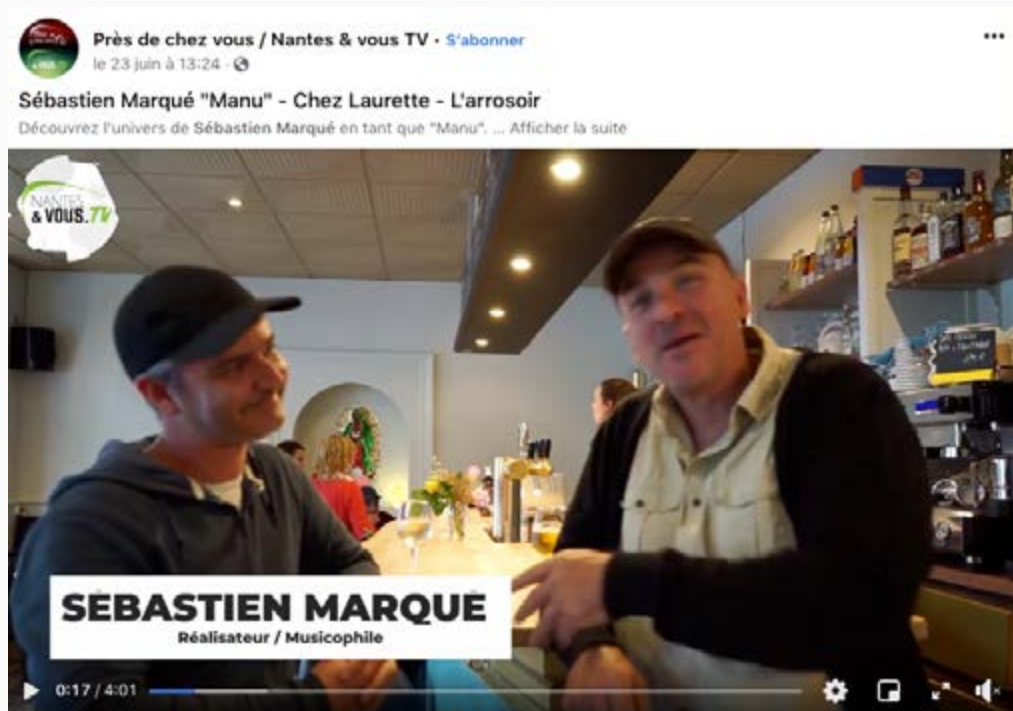 Près de chez vous / Nantes & vous TV · S'abonner
le 23 juin à 13:24 ·
Sébastien Marqué "Manu" - Chez Laurette - L'arrosoir
Découvrez l'univers de Sébastien Marqué en tant que "Manu". ... Afficher la suite
NANTES
& VOUS.TV
SÉBASTIEN MARQUÉ
Réalisateur / Musicophile
0:17 / 4:01